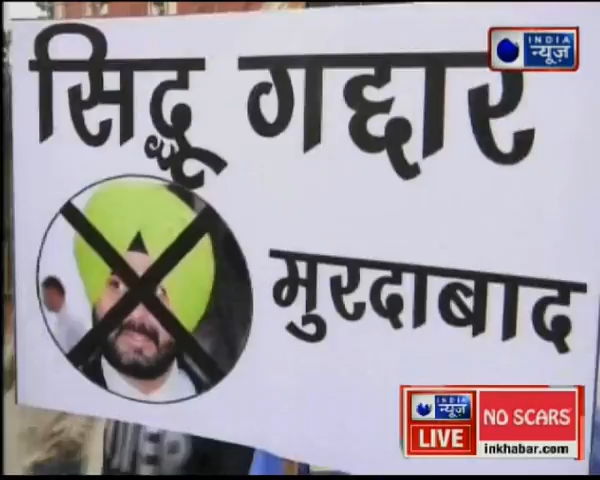 INDIA
न्यूज़
सिद्धू गद्दार
मुरदाबाद
INDIA
न्यूज़
LIVE
NO SCARS
inkhabar.com